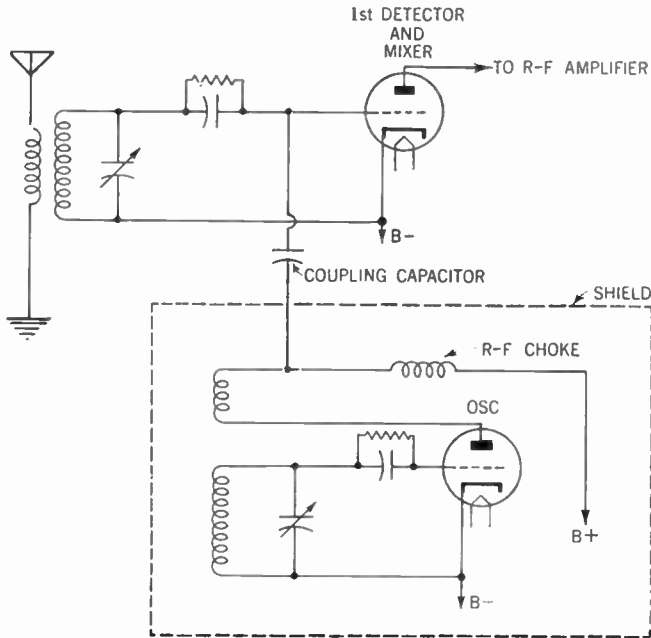 1st DETECTOR
AND
MIXER
TO R-F AMPLIFIER
B-
COUPLING CAPACITOR
SHIELD
R-F CHOKE
OSC
B+
B-